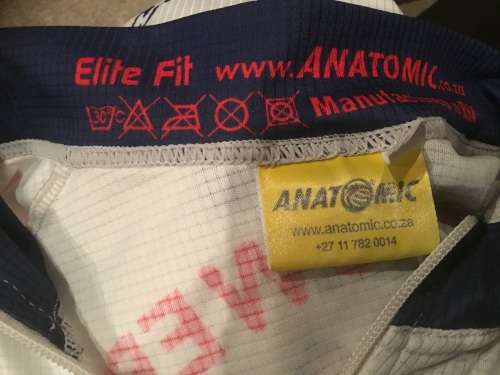 Elite Fit www.ANATOMIC.co.za
30°C
ANATOMIC
www.anatomic.co.za
+27 11 782 0014